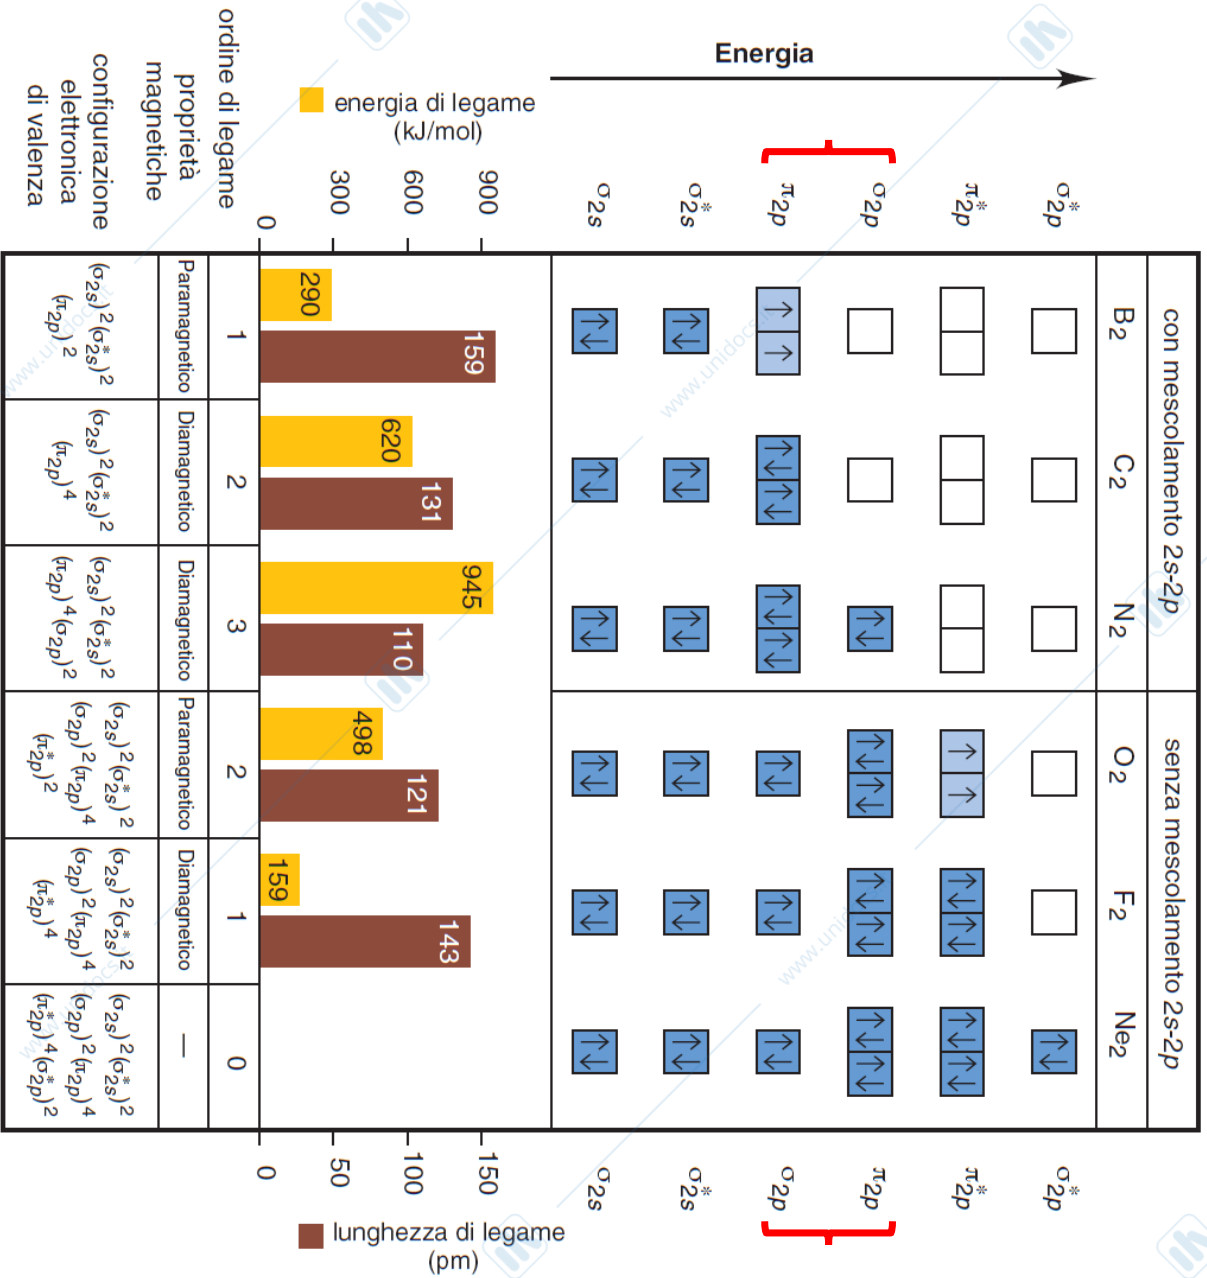 con mescolamento 2s-2p
senza mescolamento 2s-2p
B2
C2
N2
O2
F2
Ne2
Energia
σ*2p
π*2p
σ2p
π2p
σ*2s
σ2s
σ*2p
π*2p
π2p
σ2p
σ*2s
σ2s
energia di legame
(kJ/mol)
900
600
300
0
290
159
620
131
945
110
498
121
159
143
150
100
50
0
lunghezza di legame
(pm)
ordine di legame
1
2
3
2
1
0
proprietà
magnetiche
Paramagnetico
Diamagnetico
Diamagnetico
Paramagnetico
Diamagnetico
—
configurazione
elettronica
di valenza
(σ2s)2(σ*2s)2
(π2p)2
(σ2s)2(σ*2s)2
(π2p)4
(σ2s)2(σ*2s)2
(π2p)4(σ2p)2
(σ2s)2(σ*2s)2
(σ2p)2(π2p)4
(π*2p)2
(σ2s)2(σ*2s)2
(σ2p)2(π2p)4
(π*2p)4
(σ2s)2(σ*2s)2
(σ2p)2(π2p)4
(π*2p)4(σ*2p)2
www.unidocs.it